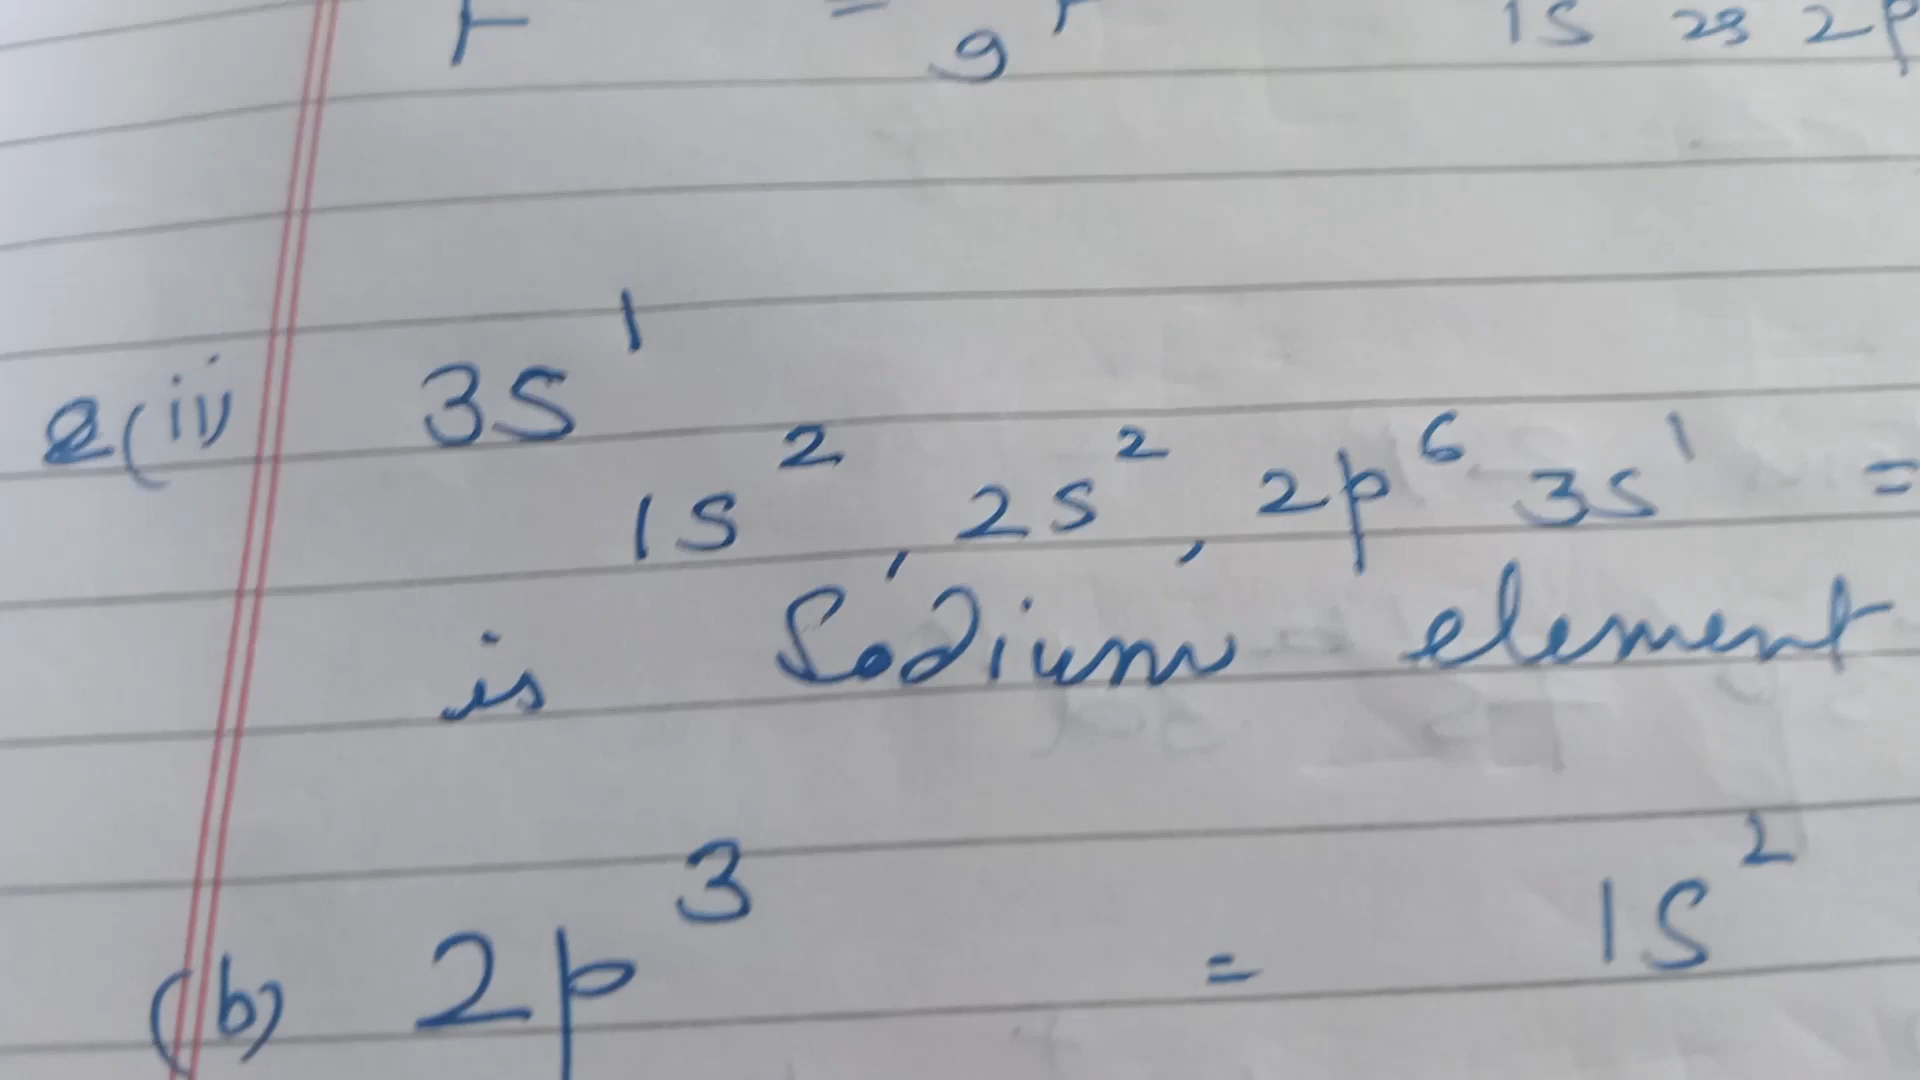 = 9 1s 2s 2p
2(ii) 3s¹
1s², 2s², 2p⁶ 3s¹ =
is Sodium element
(b) 2p³ = 1s²